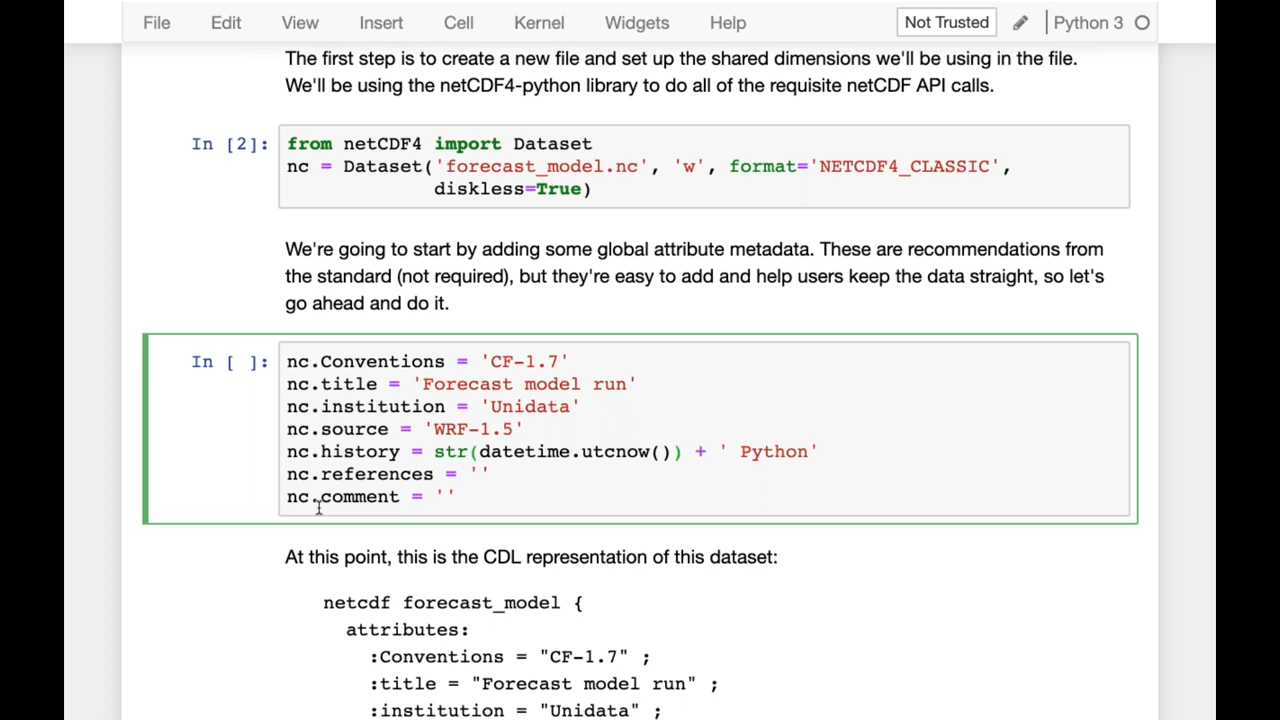 File Edit View Insert Cell Kernel Widgets Help Not Trusted Python 3
The first step is to create a new file and set up the shared dimensions we'll be using in the file.
We'll be using the netCDF4-python library to do all of the requisite netCDF API calls.
In [2]: from netCDF4 import Dataset
nc = Dataset('forecast_model.nc', 'w', format='NETCDF4_CLASSIC',
diskless=True)
We're going to start by adding some global attribute metadata. These are recommendations from
the standard (not required), but they're easy to add and help users keep the data straight, so let's
go ahead and do it.
In [ ]: nc.Conventions = 'CF-1.7'
nc.title = 'Forecast model run'
nc.institution = 'Unidata'
nc.source = 'WRF-1.5'
nc.history = str(datetime.utcnow()) + ' Python'
nc.references = ''
nc.comment = ''
At this point, this is the CDL representation of this dataset:
netcdf forecast_model {
attributes:
:Conventions = "CF-1.7" ;
:title = "Forecast model run" ;
:institution = "Unidata" ;